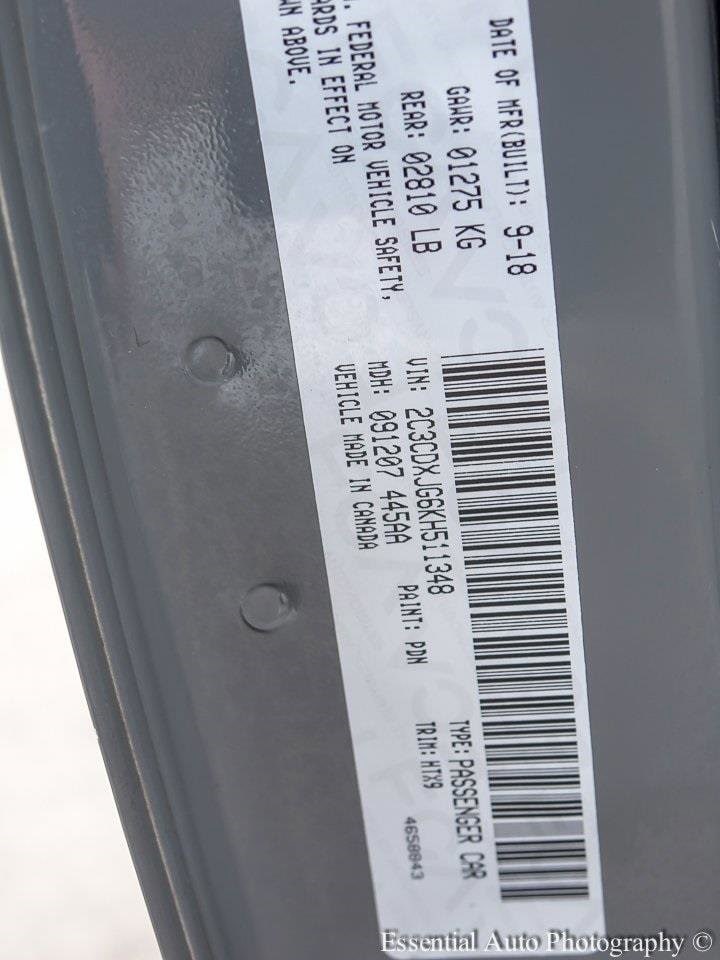 DATE OF MFR(BUILT): 9-18
GAWR: 01275 KG
REAR: 02810 LB
. FEDERAL MOTOR VEHICLE SAFETY,
ARDS IN EFFECT ON
WN ABOVE.
VIN: 2C3CDXJG6KH511348
TYPE: PASSENGER CAR
MDH: 091207 445AA
PAINT: PDN
TRIM: HTX9
VEHICLE MADE IN CANADA
4658843
Essential Auto Photography ©